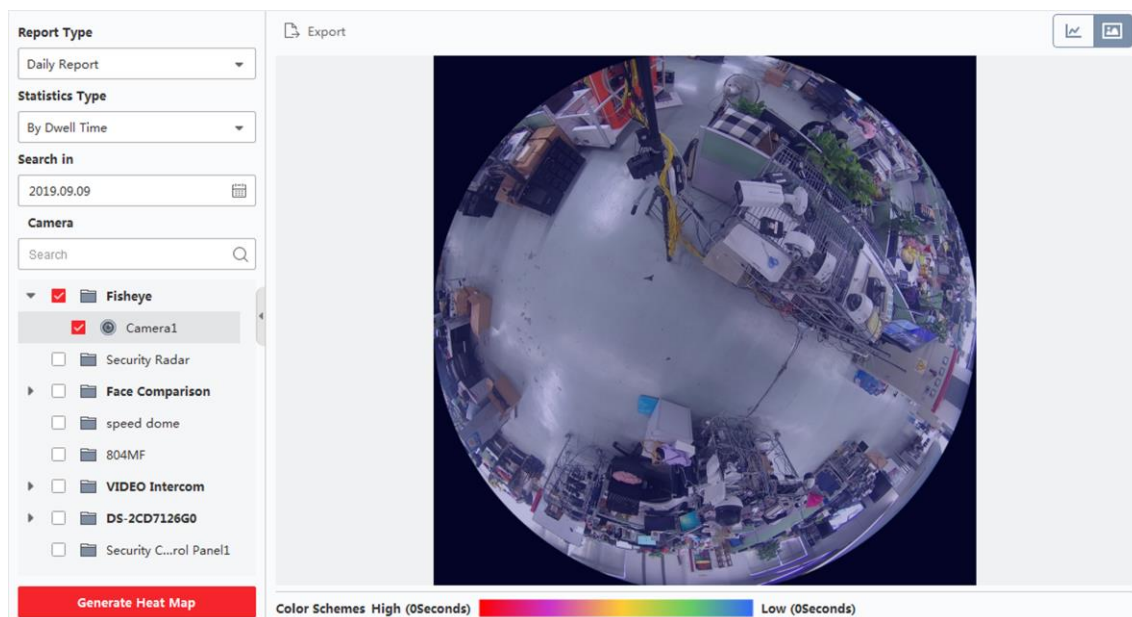 Report Type
Daily Report
Statistics Type
By Dwell Time
Search in
2019.09.09
Camera
Search
Fisheye
Camera1
Security Radar
Face Comparison
speed dome
804MF
VIDEO Intercom
DS-2CD7126G0
Security C...rol Panel1
Generate Heat Map
Export
Color Schemes High (0Seconds) Low (0Seconds)